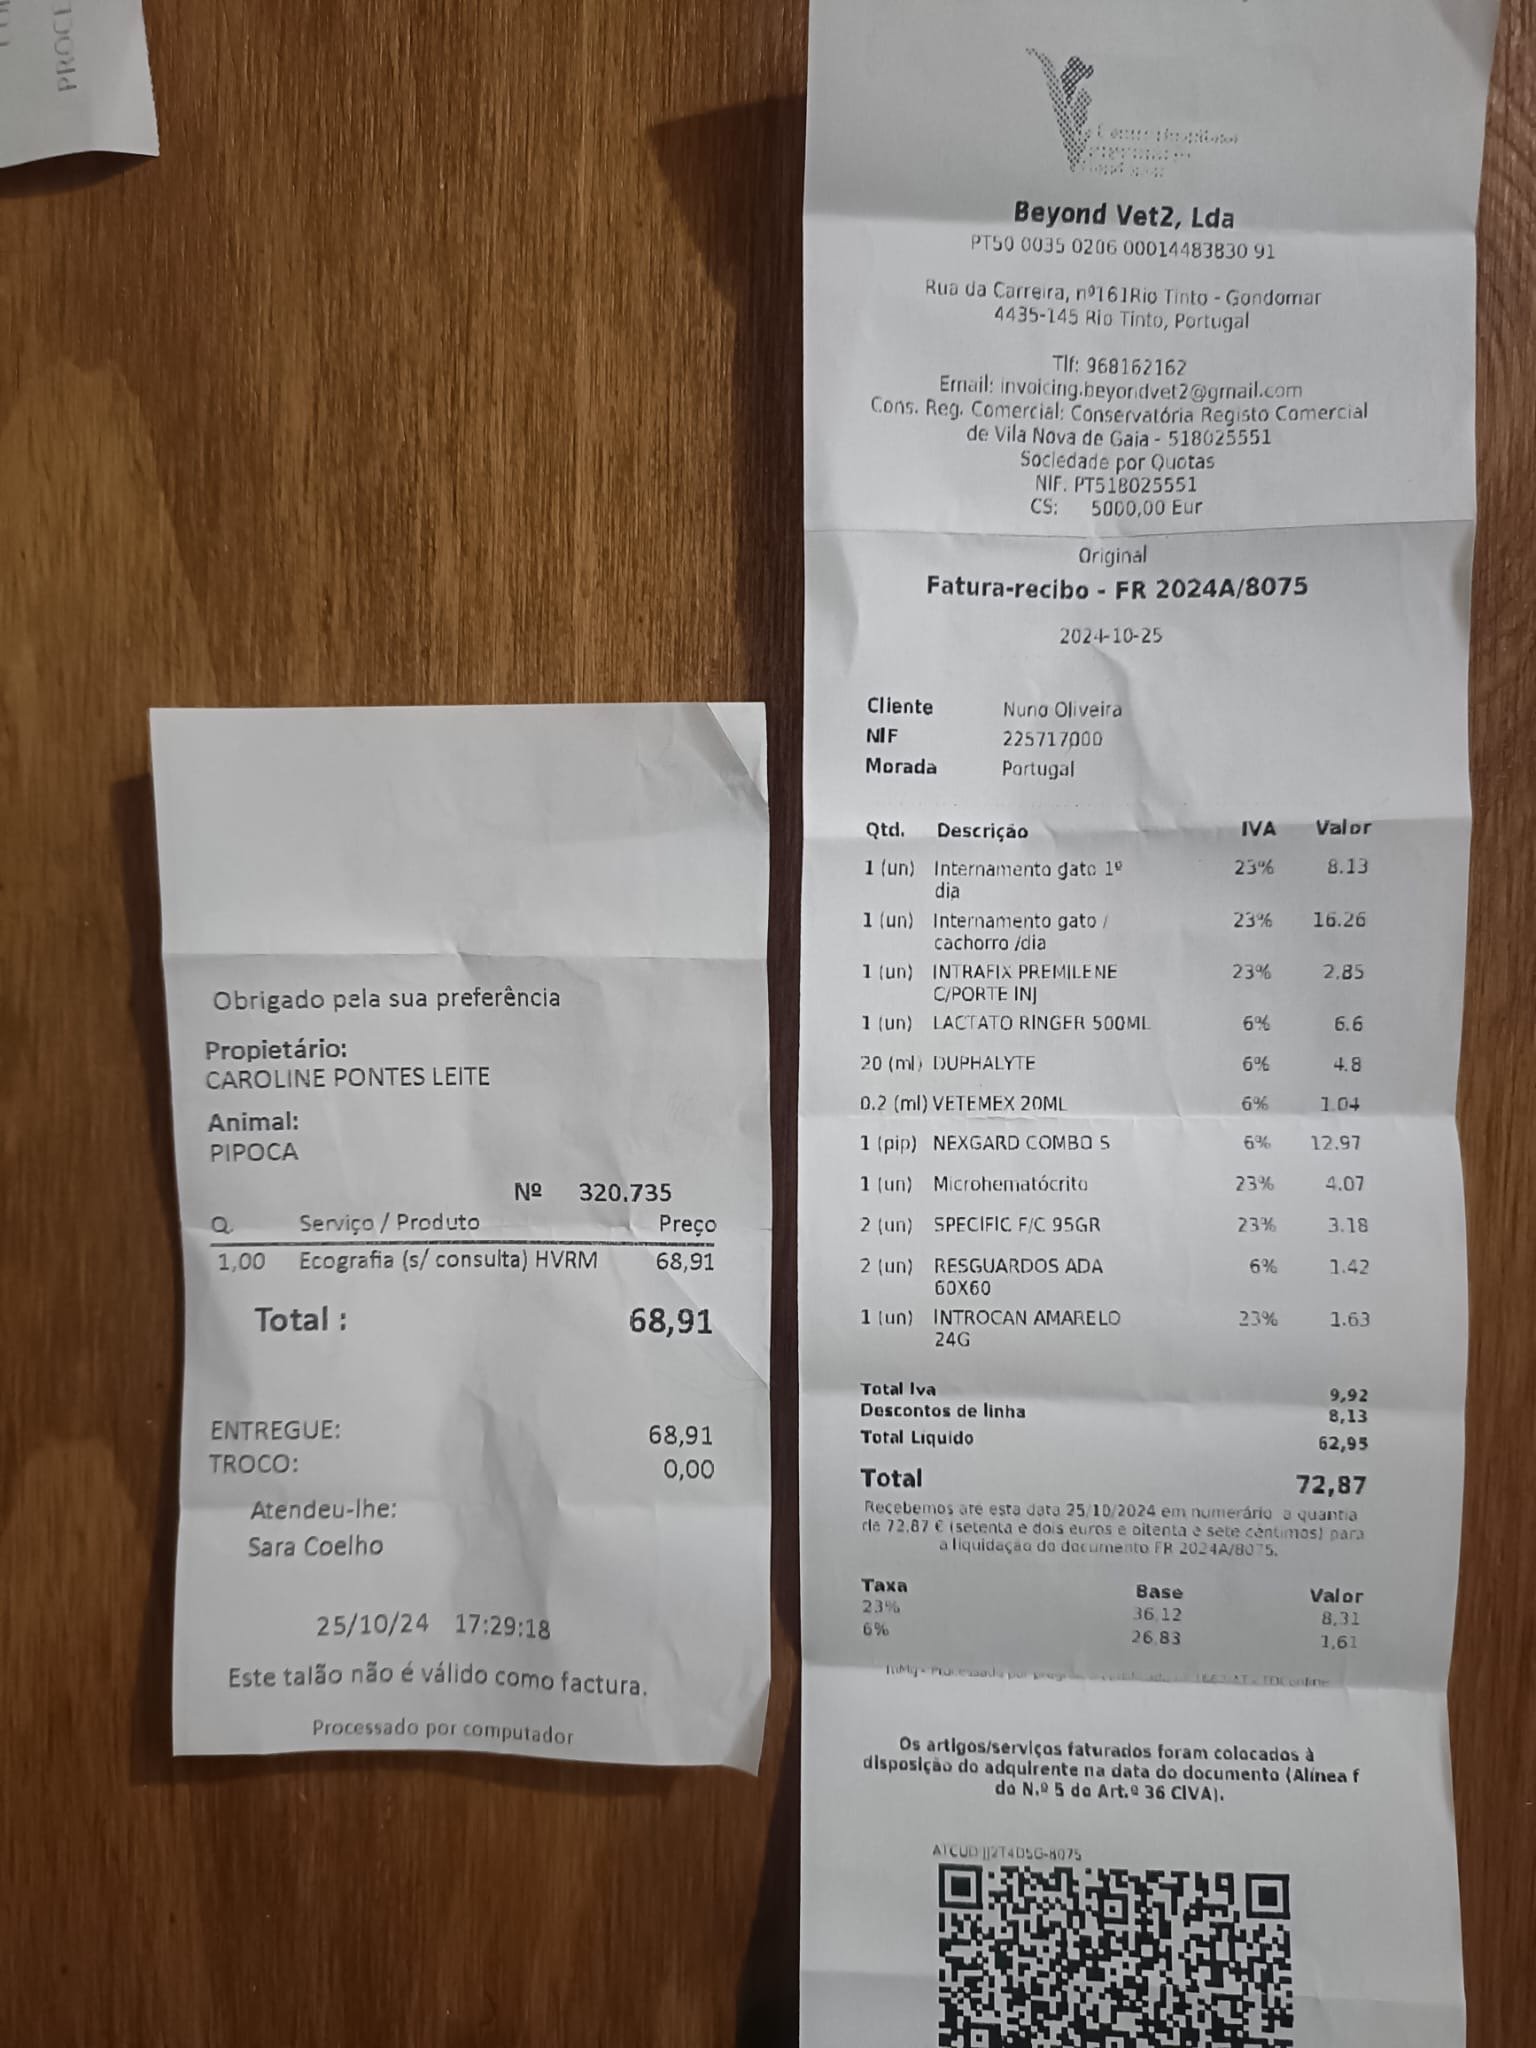 PROCE
Obrigado pela sua preferência
Propietário:
CAROLINE PONTES LEITE
Animal:
PIPOCA
Nº 320.735
Q. Serviço / Produto Preço
1,00 Ecografia (s/ consulta) HVRM 68,91
Total : 68,91
ENTREGUE: 68,91
TROCO: 0,00
Atendeu-lhe:
Sara Coelho
25/10/24 17:29:18
Este talão não é válido como factura.
Processado por computador
Beyond Vet2, Lda
PT50 0035 0206 00014483830 91
Rua da Carreira, nº161Rio Tinto - Gondomar
4435-145 Rio Tinto, Portugal
Tlf: 968162162
Email: invoicing.beyondvet2@gmail.com
Cons. Reg. Comercial: Conservatória Registo Comercial
de Vila Nova de Gaia - 518025551
Sociedade por Quotas
NIF. PT518025551
CS: 5000,00 Eur
Original
Fatura-recibo - FR 2024A/8075
2024-10-25
Cliente Nuno Oliveira
NIF 225717000
Morada Portugal
Qtd. Descrição IVA Valor
1 (un) Internamento gato 1º 23% 8.13
dia
1 (un) Internamento gato / 23% 16.26
cachorro /dia
1 (un) INTRAFIX PREMILENE 23% 2.85
C/PORTE INJ
1 (un) LACTATO RINGER 500ML 6% 6.6
20 (ml) DUPHALYTE 6% 4.8
0.2 (ml) VETEMEX 20ML 6% 1.04
1 (pip) NEXGARD COMBO S 6% 12.97
1 (un) Microhematócrito 23% 4.07
2 (un) SPECIFIC F/C 95GR 23% 3.18
2 (un) RESGUARDOS ADA 6% 1.42
60X60
1 (un) INTROCAN AMARELO 23% 1.63
24G
Total Iva 9,92
Descontos de linha 8,13
Total Líquido 62,95
Total 72,87
Recebemos até esta data 25/10/2024 em numerário a quantia
de 72,87 € (setenta e dois euros e oitenta e sete cêntimos) para
a liquidação do documento FR 2024A/8075.
Taxa Base Valor
23% 36,12 8,31
6% 26,83 1,61
Processado por
Os artigos/serviços faturados foram colocados à
disposição do adquirente na data do documento (Alínea f
do N.º 5 do Art.º 36 CIVA).
ATCUD JJ2T4D5G-8075